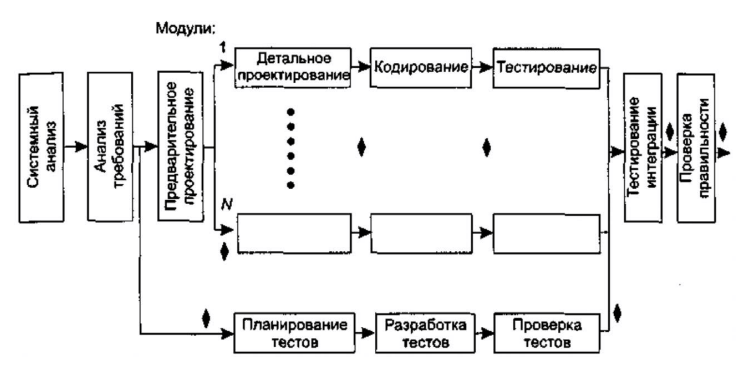 Модули:
1
Системный
анализ
Анализ
требований
Предварительное
проектирование
Детальное
проектирование
Кодирование
Тестирование
N
Тестирование
интеграции
Проверка
правильности
Планирование
тестов
Разработка
тестов
Проверка
тестов